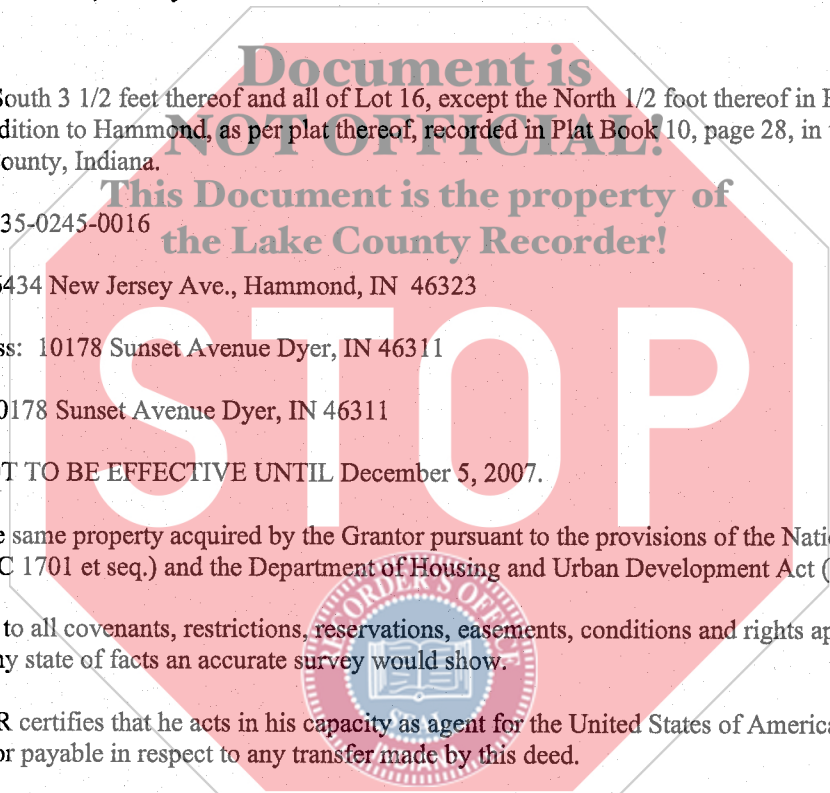 Document is
South 3 1/2 feet thereof and all of Lot 16, except the North 1/2 foot thereof in
dition to Hammond, as per plat thereof, recorded in Plat Book 10, page 28, in
NOT OFFICIAL!
ounty, Indiana.
This Document is the property of
35-0245-0016
the Lake County Recorder!
434 New Jersey Ave., Hammond, IN 46323
ss: 10178 Sunset Avenue Dyer, IN 46311
STOP
0178 Sunset Avenue Dyer, IN 46311
T TO BE EFFECTIVE UNTIL December 5, 2007.
e same property acquired by the Grantor pursuant to the provisions of the Nati
C 1701 et seq.) and the Department of Housing and Urban Development Act (
RECORDER'S OFFICE
to all covenants, restrictions, reservations, easements, conditions and rights ap
ny state of facts an accurate survey would show.
SEAL
R certifies that he acts in his capacity as agent for the United States of America
INDIANA
or payable in respect to any transfer made by this deed.